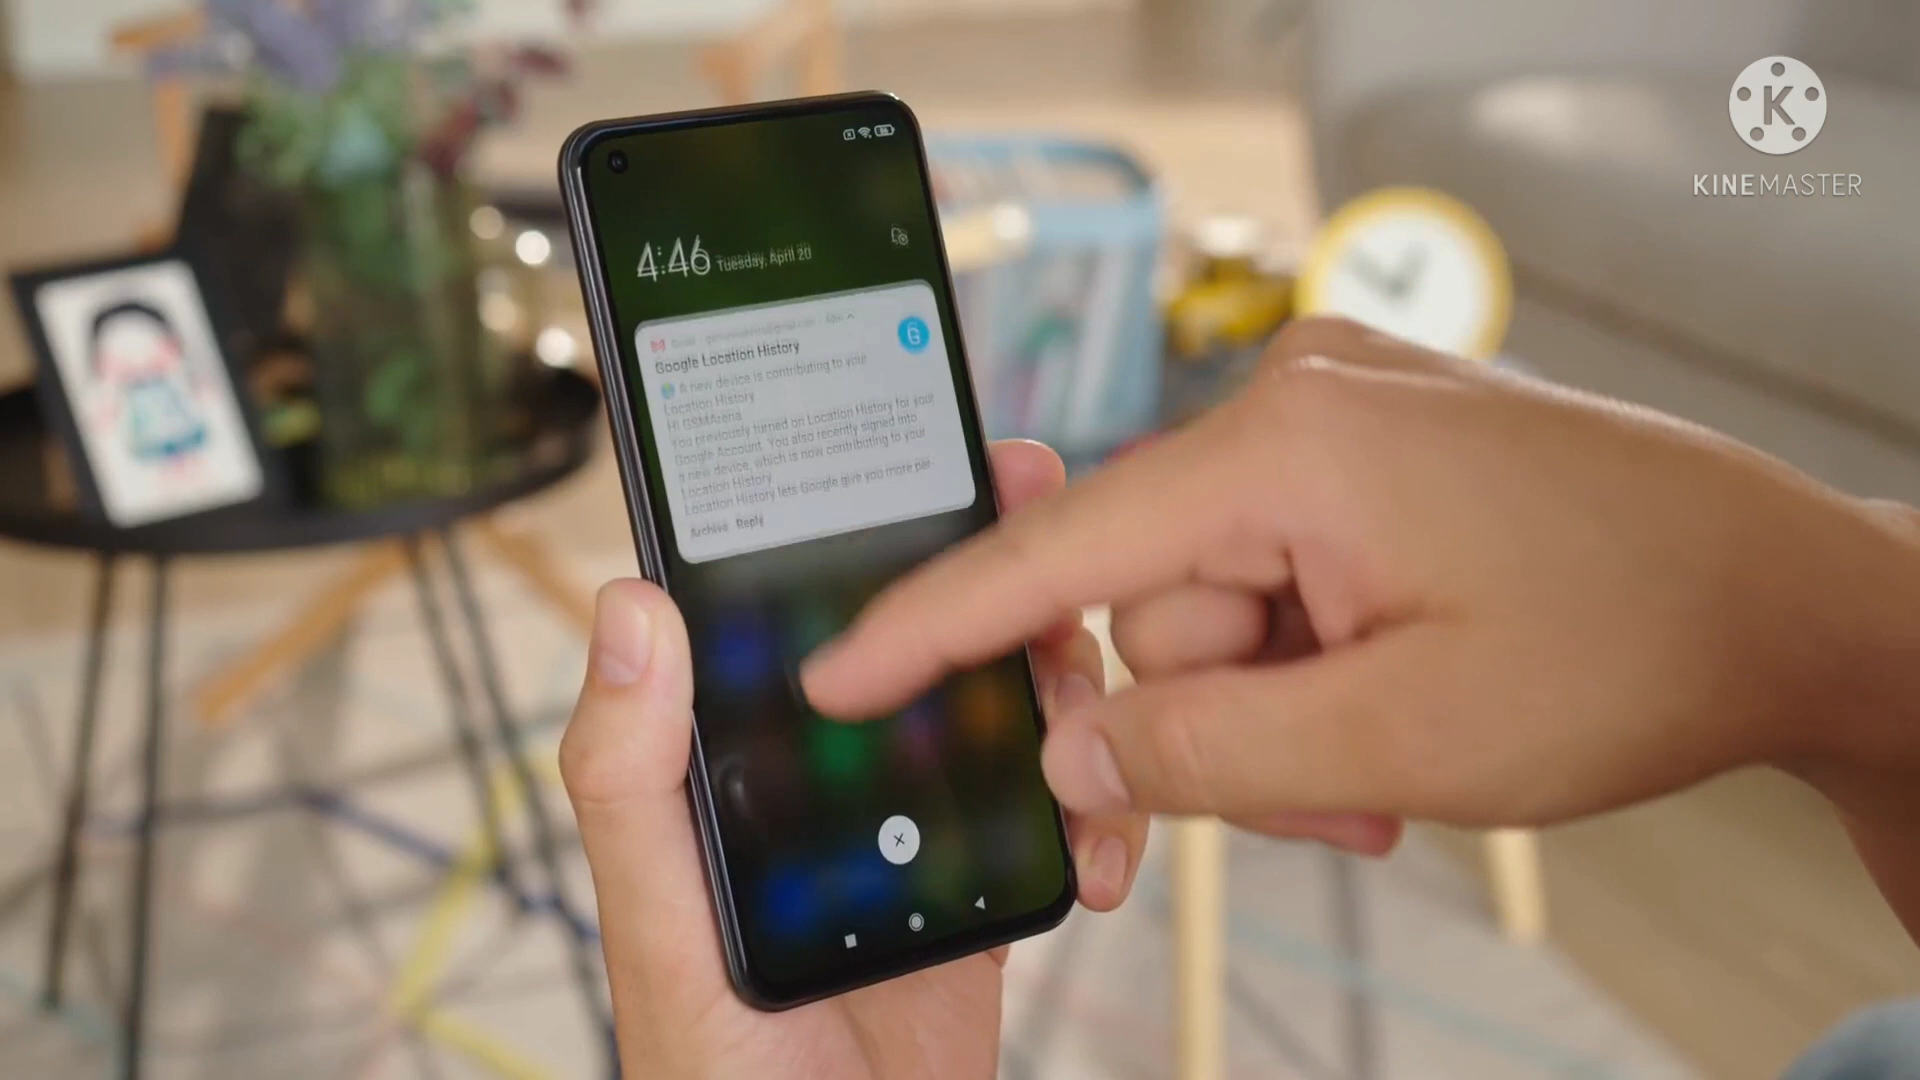 K
KINEMASTER
4:46 Tuesday, April 20
Google Location History
A new device is contributing to your
Location History
Hi GSMArena
You previously turned on Location History for your
Google Account. You also recently signed into
a new device, which is now contributing to your
Location History
Location History lets Google give you more per-
Archive Reply